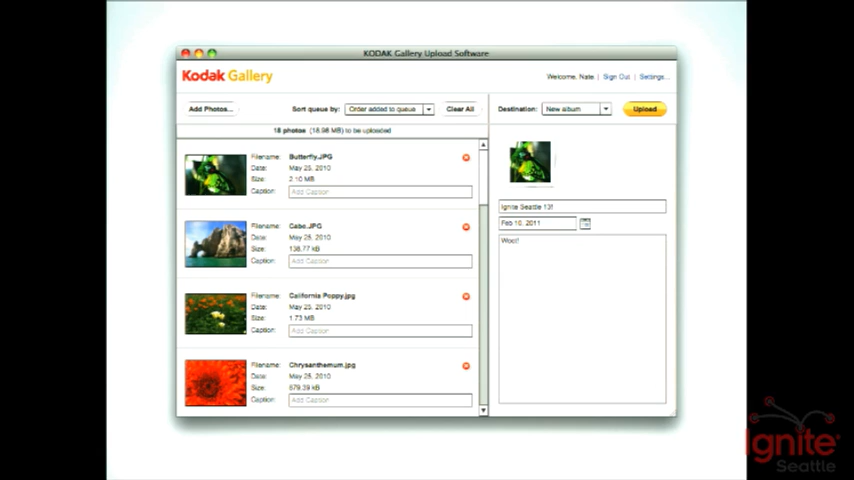 KODAK Gallery Upload Software
Kodak Gallery
Welcome, Nate. | Sign Out | Settings...
Add Photos... Sort queue by: Order added to queue Clear All Destination: New album Upload
18 photos (18.98 MB) to be uploaded
Filename: Butterfly.JPG
Date: May 25, 2010
Size: 2.10 MB
Caption: Add Caption
Filename: Cabo.JPG
Date: May 25, 2010
Size: 138.77 kB
Caption: Add Caption
Filename: California Poppy.jpg
Date: May 25, 2010
Size: 1.73 MB
Caption: Add Caption
Filename: Chrysanthemum.jpg
Date: May 25, 2010
Size: 879.39 kB
Caption: Add Caption
Ignite Seattle 13!
Feb 10, 2011
Woot!
Ignite
Seattle